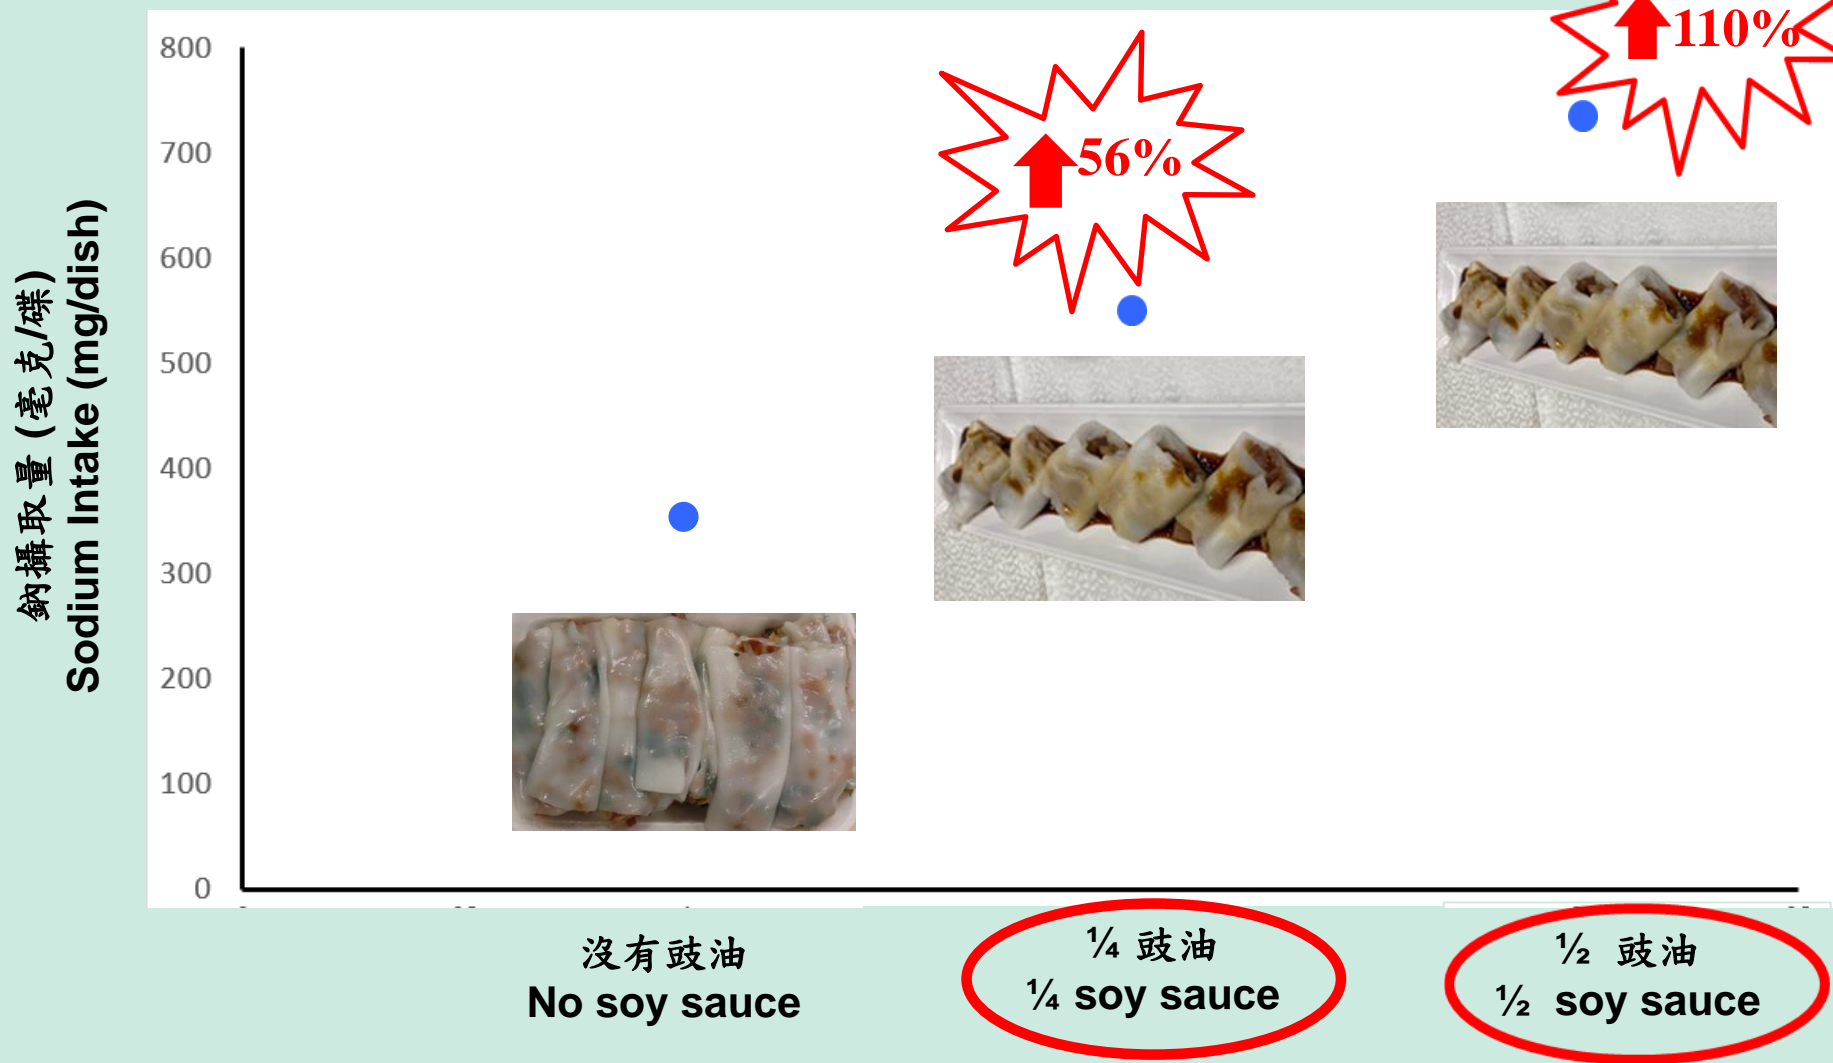 110%
56%
800
700
600
500
400
300
200
100
0
鈉攝取量 (毫克/碟)
Sodium Intake (mg/dish)
沒有豉油
No soy sauce
¼ 豉油
¼ soy sauce
½ 豉油
½ soy sauce